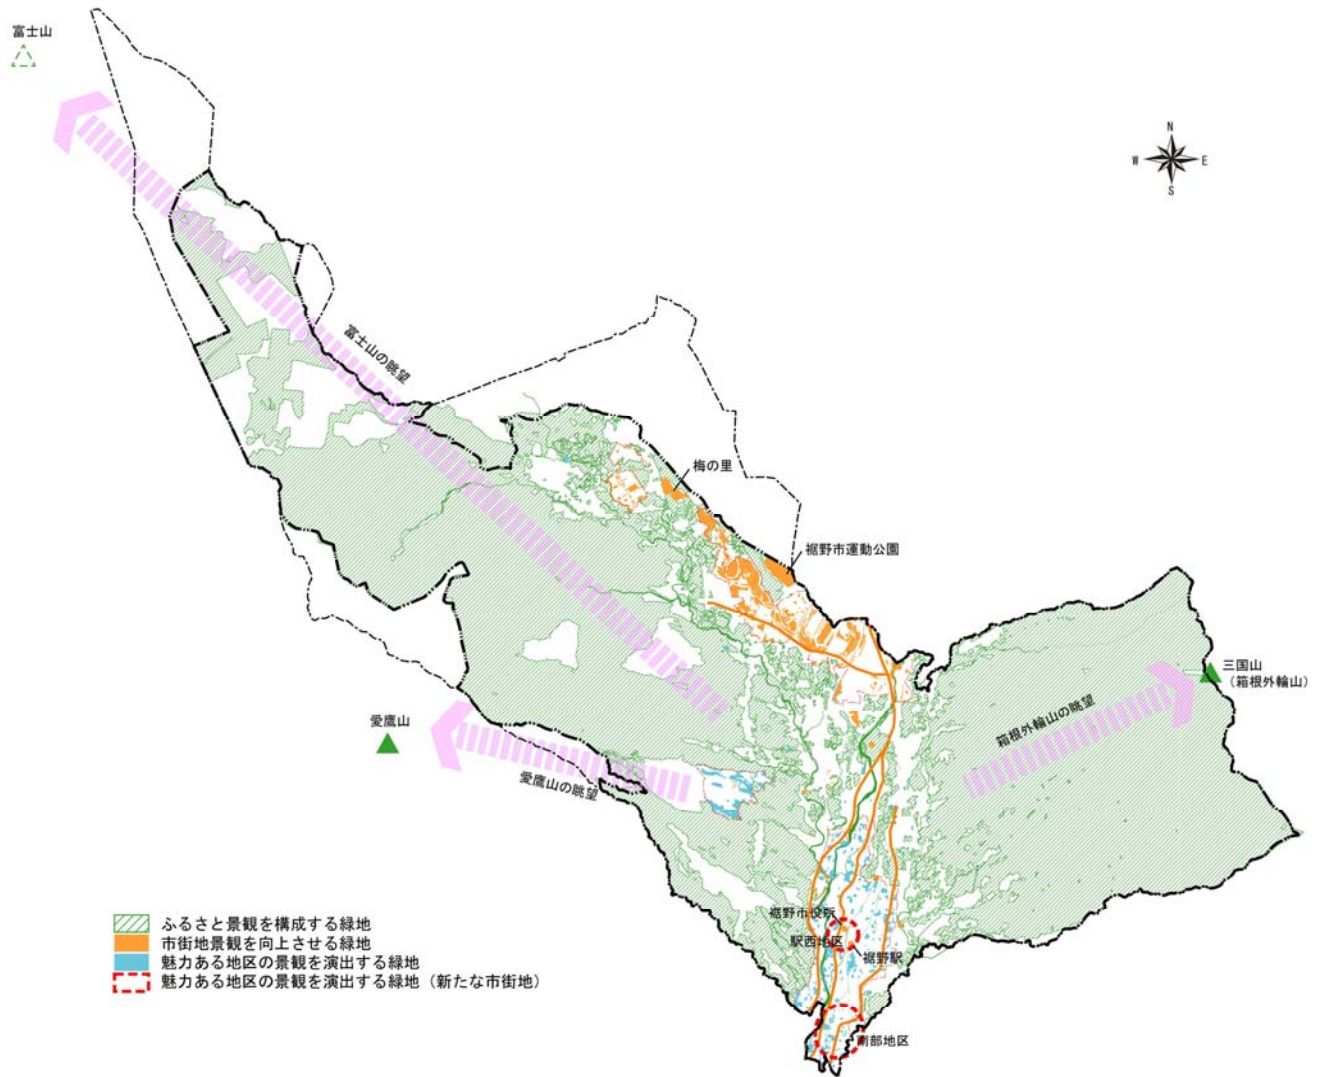 富士山
N
W
E
S
富士山の眺望
梅の里
裾野市運動公園
三国山
(箱根外輪山)
箱根外輪山の眺望
愛鷹山
愛鷹山の眺望
裾野市役所
駅西地区
裾野駅
南部地区
ふるさと景観を構成する緑地
市街地景観を向上させる緑地
魅力ある地区の景観を演出する緑地
魅力ある地区の景観を演出する緑地(新たな市街地)